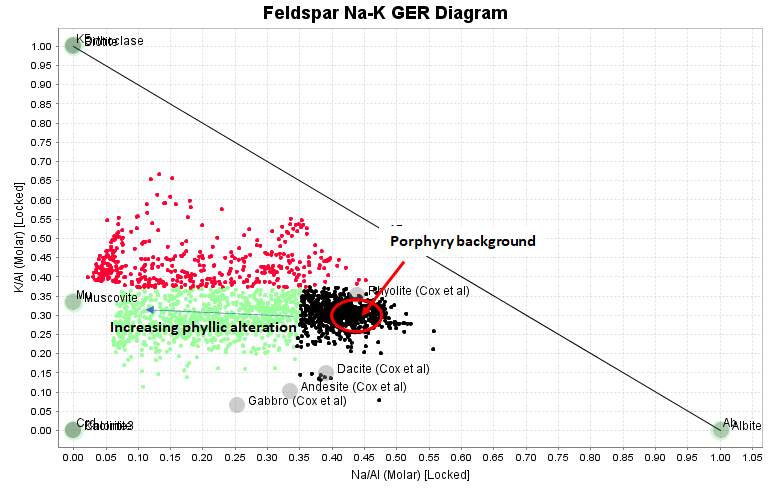 Feldspar Na-K GER Diagram
K/Al (Molar) [Locked]
1.00
0.95
0.90
0.85
0.80
0.75
0.70
0.65
0.60
0.55
0.50
0.45
0.40
0.35
0.30
0.25
0.20
0.15
0.10
0.05
0.00
Porphyry background
Rhyolite (Cox et al)
Muscovite
Increasing phyllic alteration
Dacite (Cox et al)
Andesite (Cox et al)
Gabbro (Cox et al)
Ab
Albite
0.00 0.05 0.10 0.15 0.20 0.25 0.30 0.35 0.40 0.45 0.50 0.55 0.60 0.65 0.70 0.75 0.80 0.85 0.90 0.95 1.00 1.05
Na/Al (Molar) [Locked]